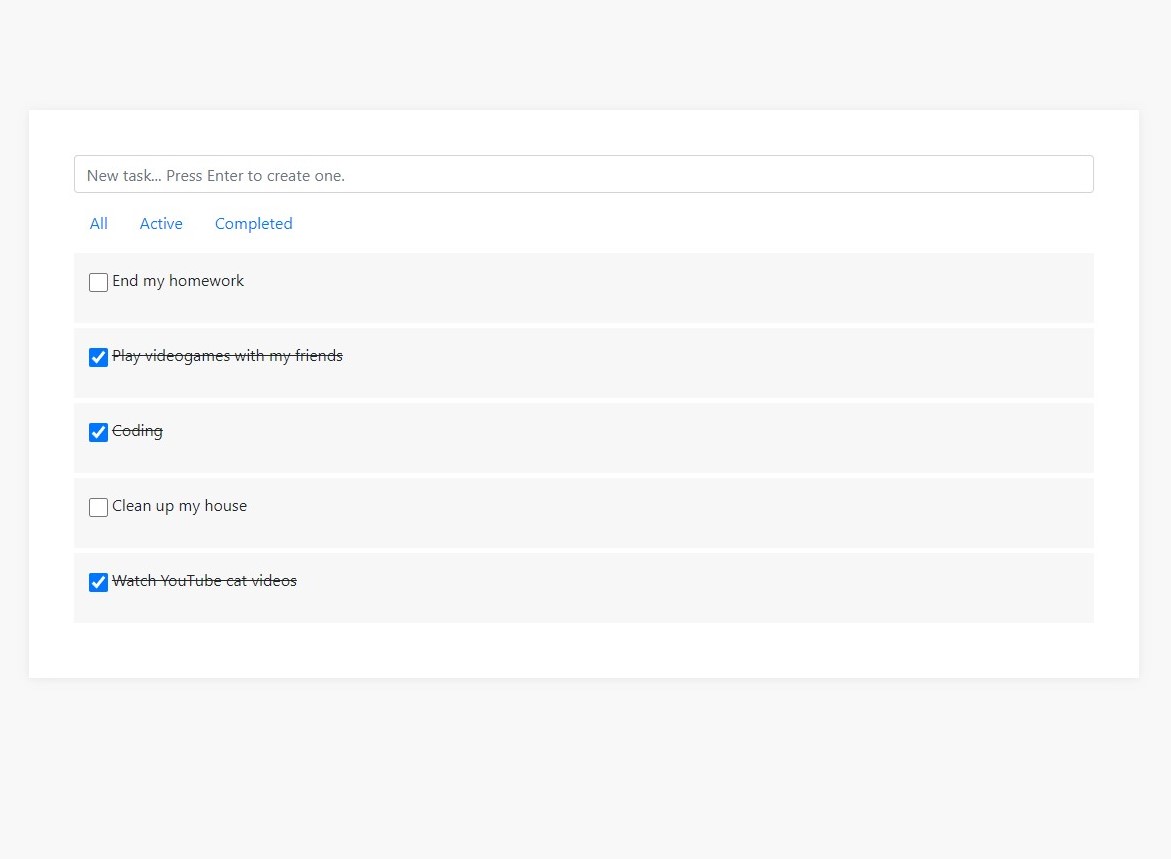 New task... Press Enter to create one.
All Active Completed
End my homework
Play videogames with my friends
Coding
Clean up my house
Watch YouTube cat videos